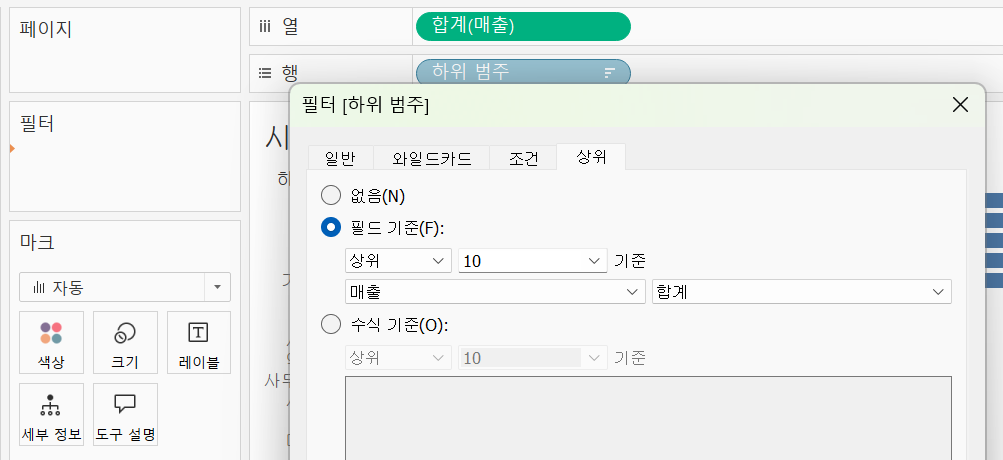 페이지
열
합계(매출)
행
하위 범주
필터
필터 [하위 범주]
일반
와일드카드
조건
상위
없음(N)
필드 기준(F):
상위
10
기준
매출
합계
수식 기준(O):
상위
10
기준
마크
자동
색상
크기
레이블
세부 정보
도구 설명
시